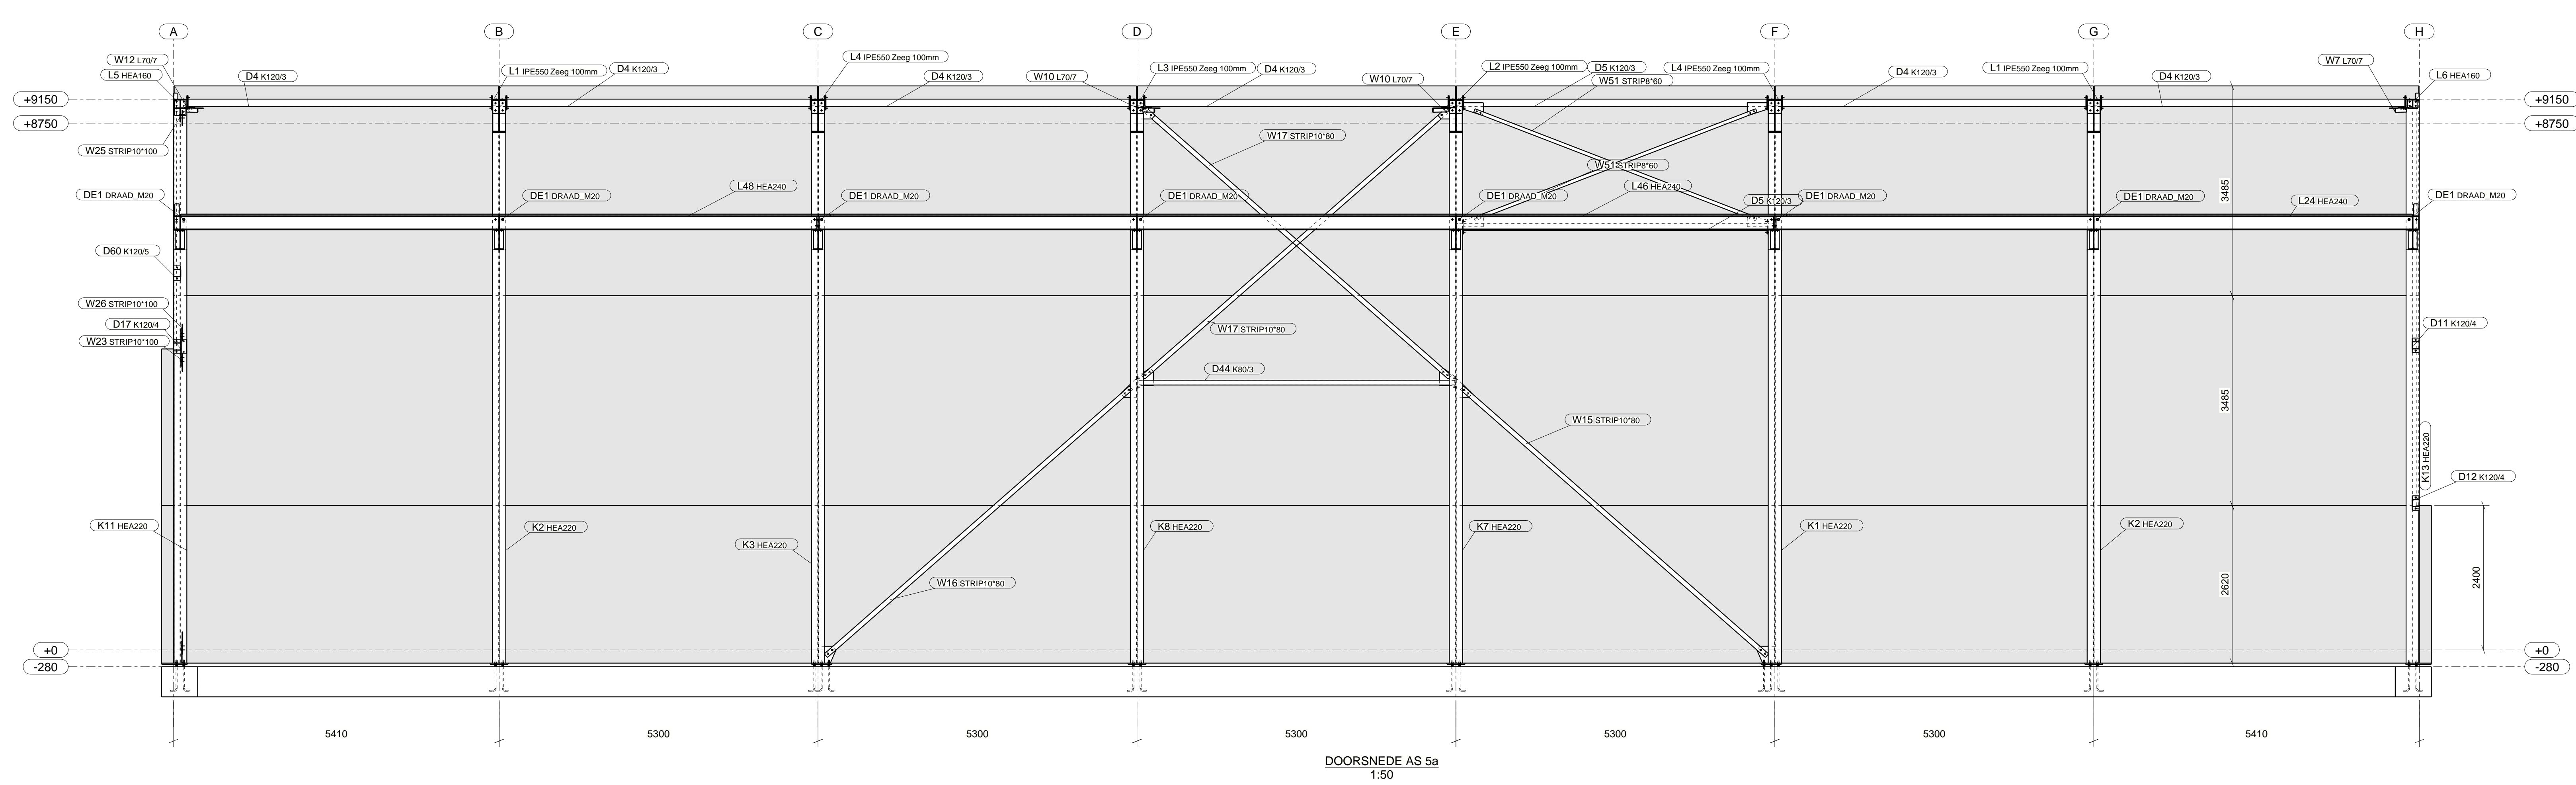 A
B
C
D
E
F
G
H
W12 L70/7
L5 HEA160
D4 K120/3
L1 IPE550 Zeeg 100mm
D4 K120/3
L4 IPE550 Zeeg 100mm
D4 K120/3
W10 L70/7
L3 IPE550 Zeeg 100mm
D4 K120/3
W10 L70/7
L2 IPE550 Zeeg 100mm
D5 K120/3
W51 STRIP8*60
L4 IPE550 Zeeg 100mm
D4 K120/3
L1 IPE550 Zeeg 100mm
D4 K120/3
W7 L70/7
L6 HEA160
+9150
+9150
+8750
+8750
W25 STRIP10*100
W17 STRIP10*80
W51 STRIP8*60
3485
DE1 DRAAD_M20
DE1 DRAAD_M20
L48 HEA240
DE1 DRAAD_M20
DE1 DRAAD_M20
DE1 DRAAD_M20
L46 HEA240
D5 K120/3
DE1 DRAAD_M20
DE1 DRAAD_M20
L24 HEA240
DE1 DRAAD_M20
D60 K120/5
W26 STRIP10*100
D17 K120/4
W23 STRIP10*100
W17 STRIP10*80
D11 K120/4
D44 K80/3
3485
W15 STRIP10*80
K13 HEA220
D12 K120/4
K11 HEA220
K2 HEA220
K3 HEA220
K8 HEA220
K7 HEA220
K1 HEA220
K2 HEA220
W16 STRIP10*80
2620
2400
+0
+0
-280
-280
5410
5300
5300
5300
5300
5300
5410
DOORSNEDE AS 5a
1:50